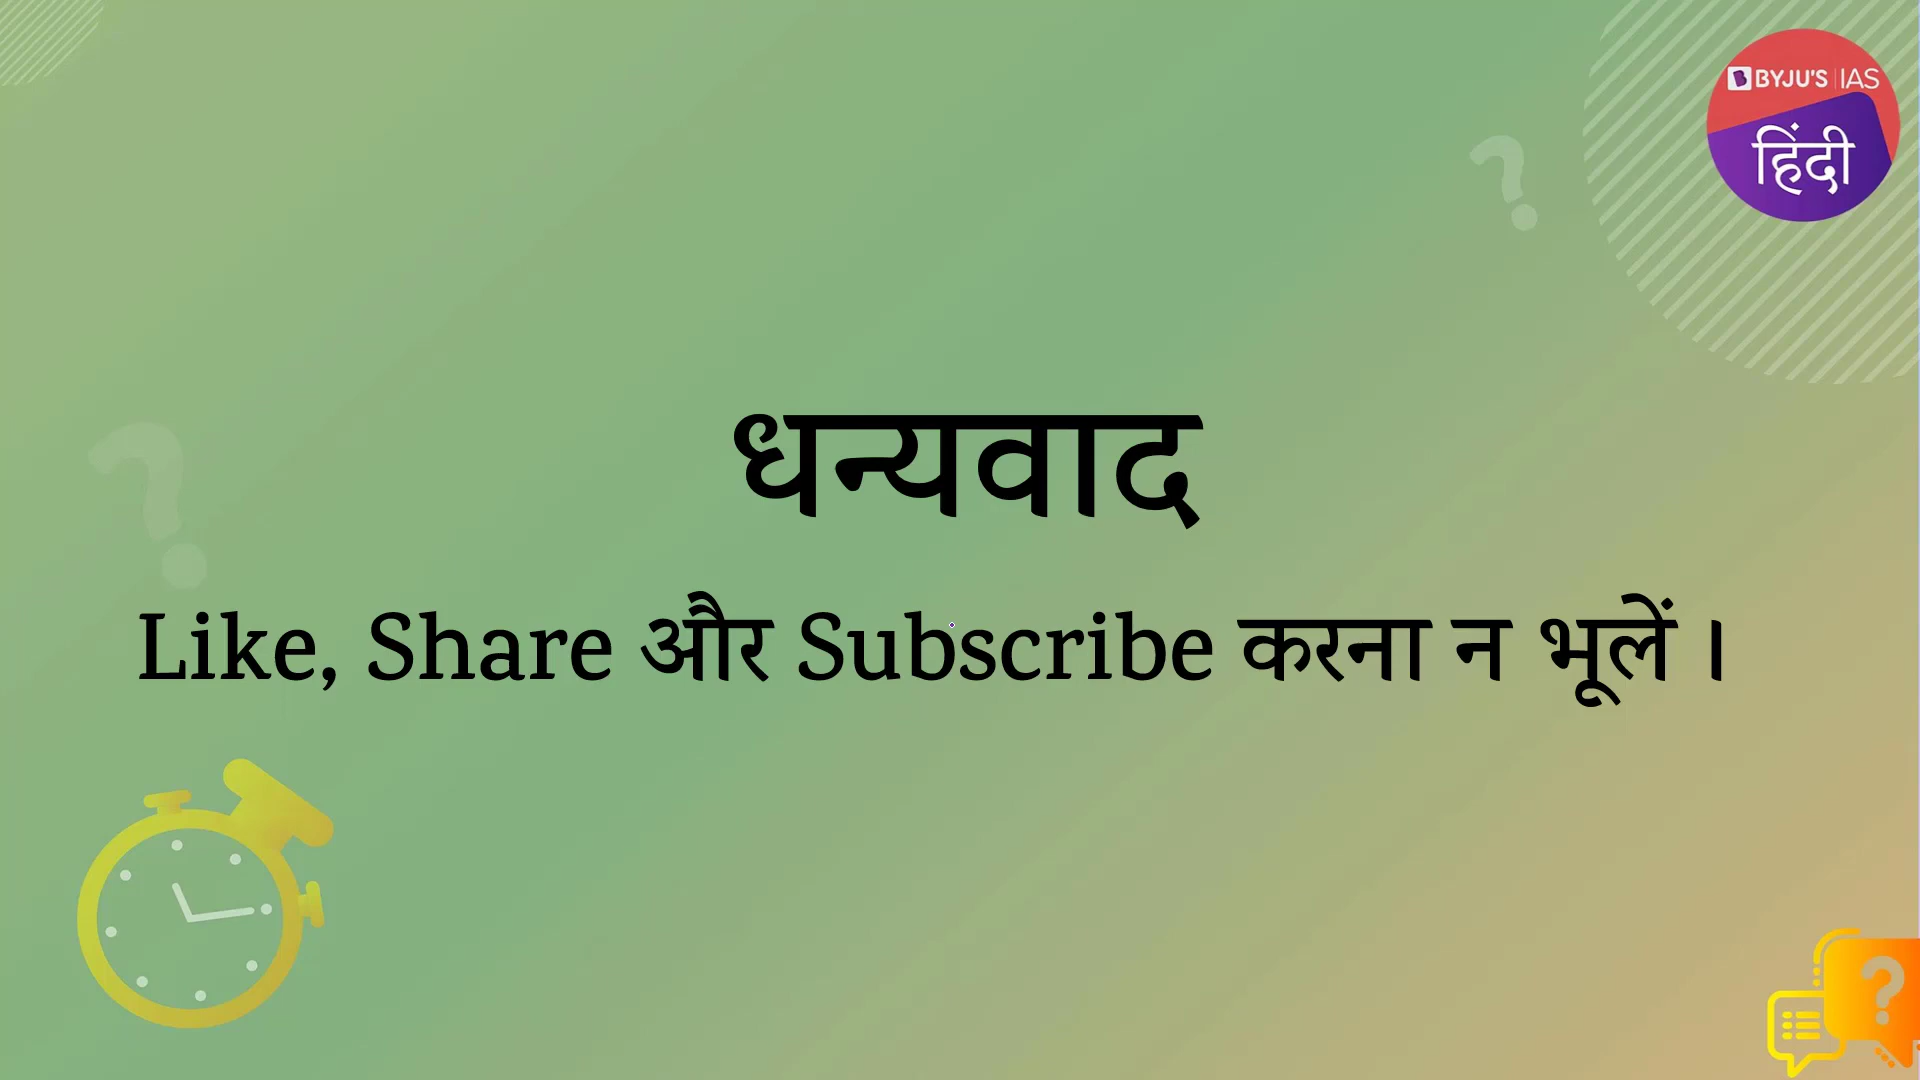 BYJU'S IAS
हिंदी
धन्यवाद
Like, Share और Subscribe करना न भूलें ।